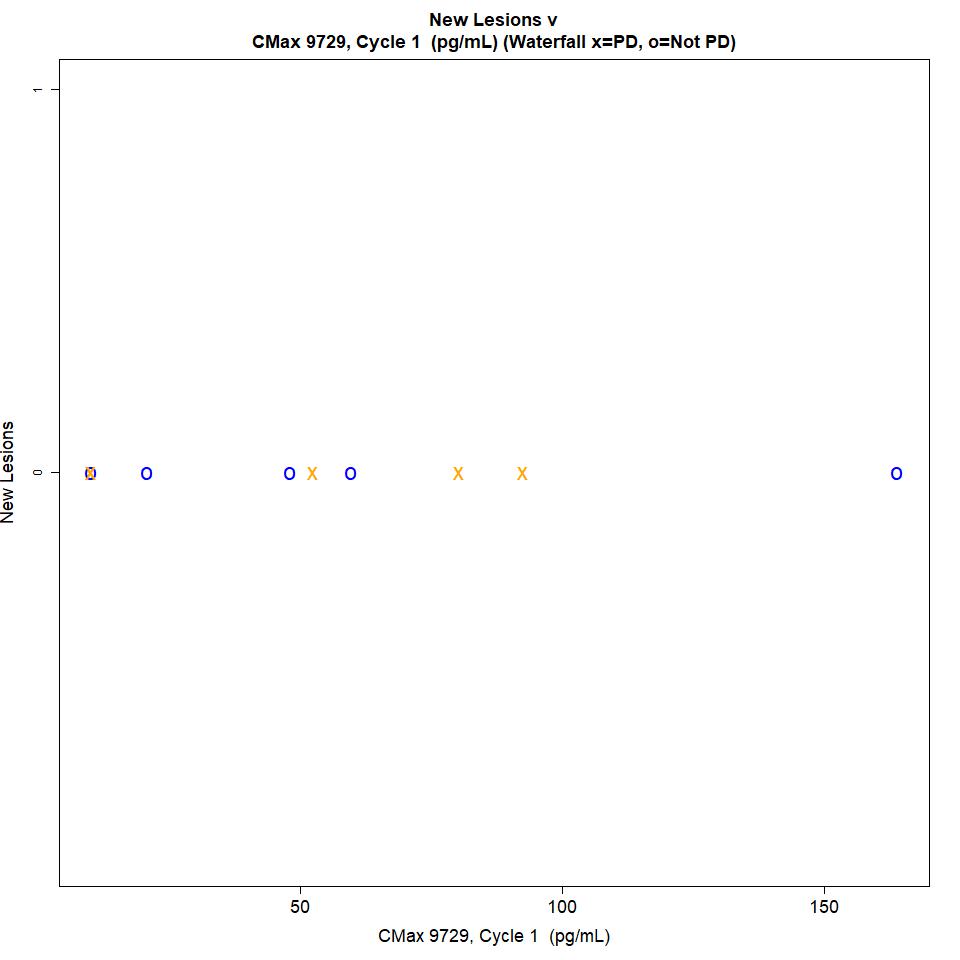 New Lesions v
CMax 9729, Cycle 1  (pg/mL) (Waterfall x=PD, o=Not PD)
1
New Lesions
0
o x o o x o x x o
50 100 150
CMax 9729, Cycle 1  (pg/mL)